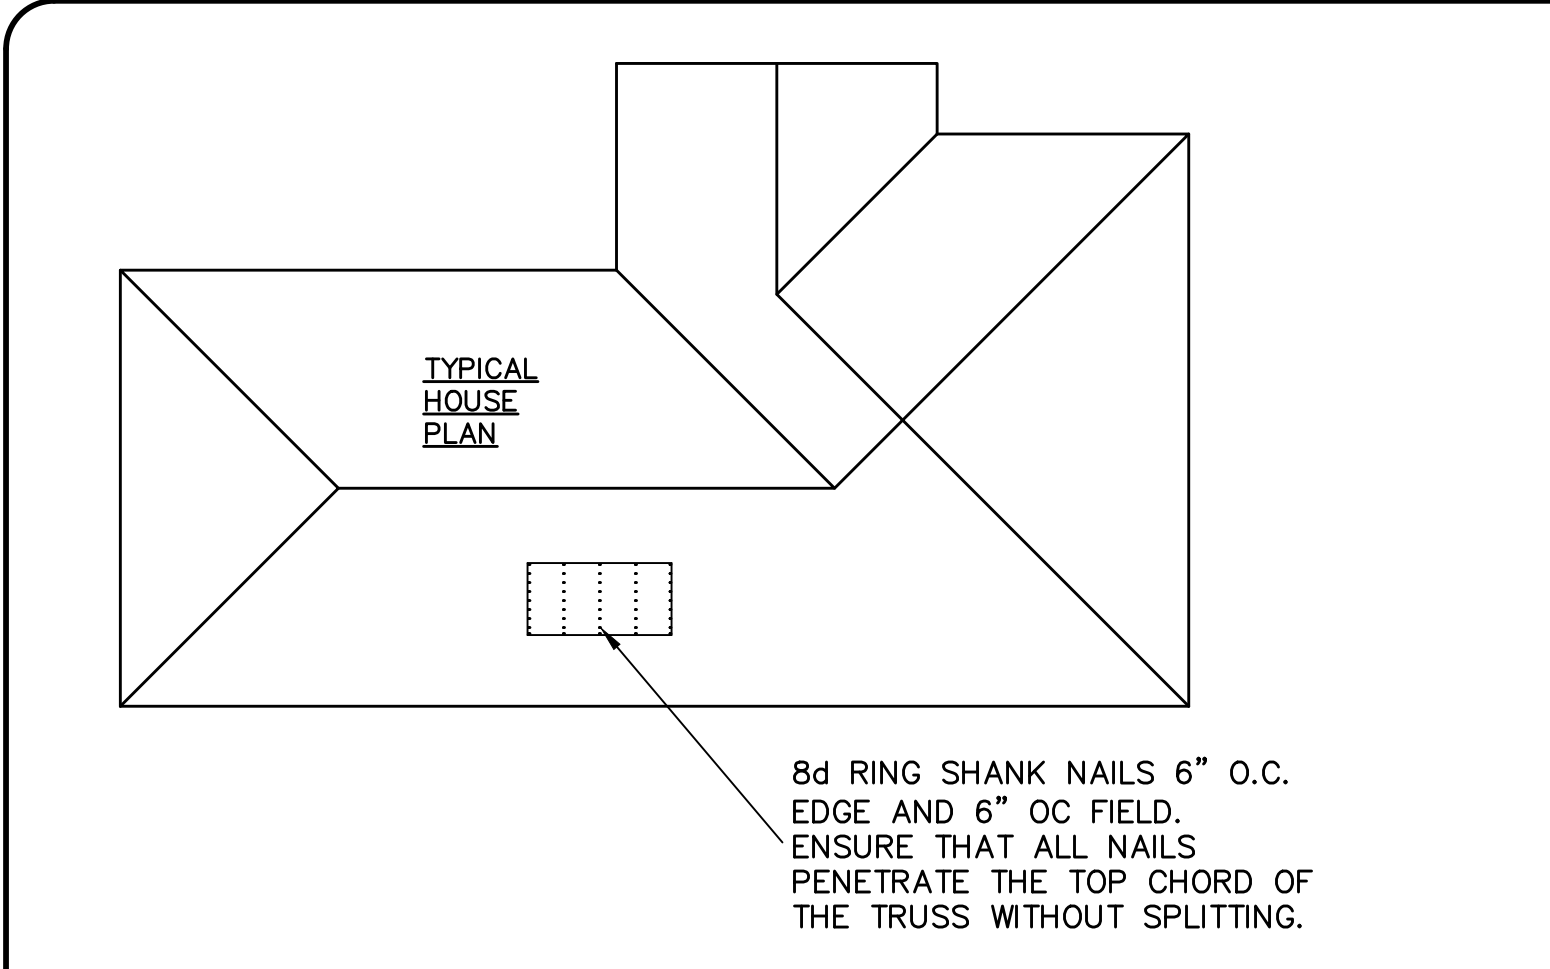 TYPICAL
HOUSE
PLAN
8d RING SHANK NAILS 6” O.C.
EDGE AND 6” OC FIELD.
ENSURE THAT ALL NAILS
PENETRATE THE TOP CHORD OF
THE TRUSS WITHOUT SPLITTING.